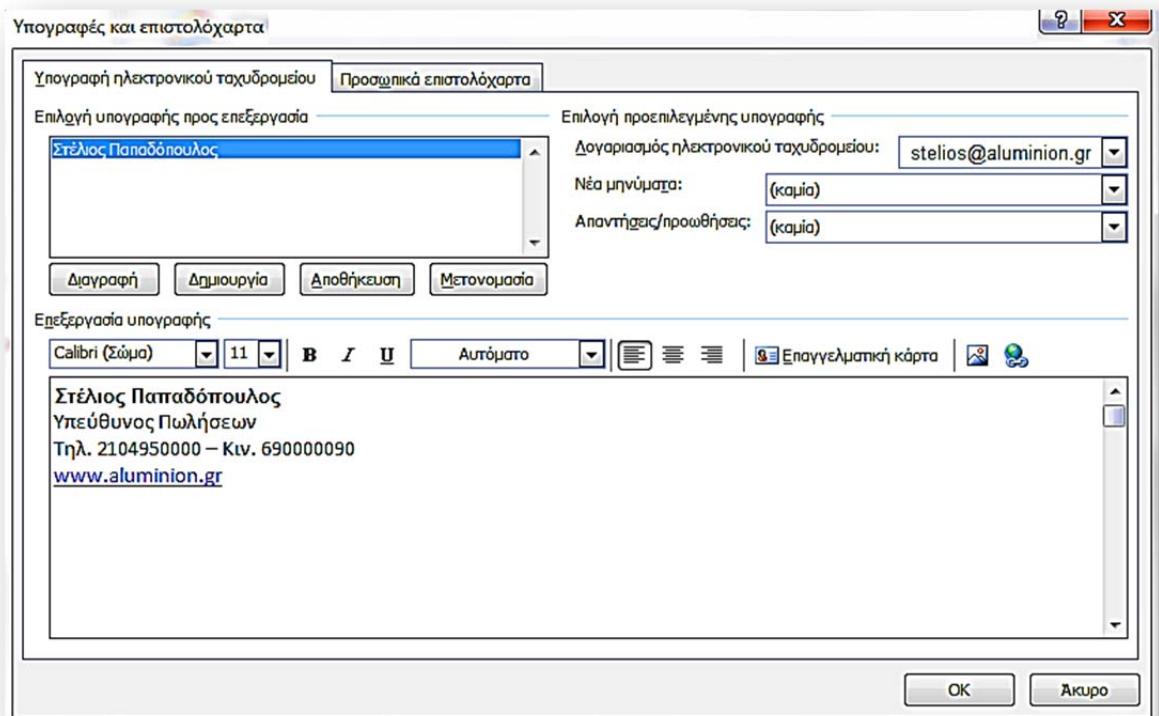 Υπογραφές και επιστολόχαρτα
Υπογραφή ηλεκτρονικού ταχυδρομείου
Προσωπικά επιστολόχαρτα
Επιλογή υπογραφής προς επεξεργασία
Στέλιος Παπαδόπουλος
Διαγραφή
Δημιουργία
Αποθήκευση
Μετονομασία
Επιλογή προεπιλεγμένης υπογραφής
Λογαριασμός ηλεκτρονικού ταχυδρομείου:
stelios@aluminion.gr
Νέα μηνύματα:
(καμία)
Απαντήσεις/προωθήσεις:
(καμία)
Επεξεργασία υπογραφής
Calibri (Σώμα)
11
B I U
Αυτόματο
Επαγγελματική κάρτα
Στέλιος Παπαδόπουλος
Υπεύθυνος Πωλήσεων
Τηλ. 2104950000 – Κιν. 690000090
www.aluminion.gr
OK
Άκυρο